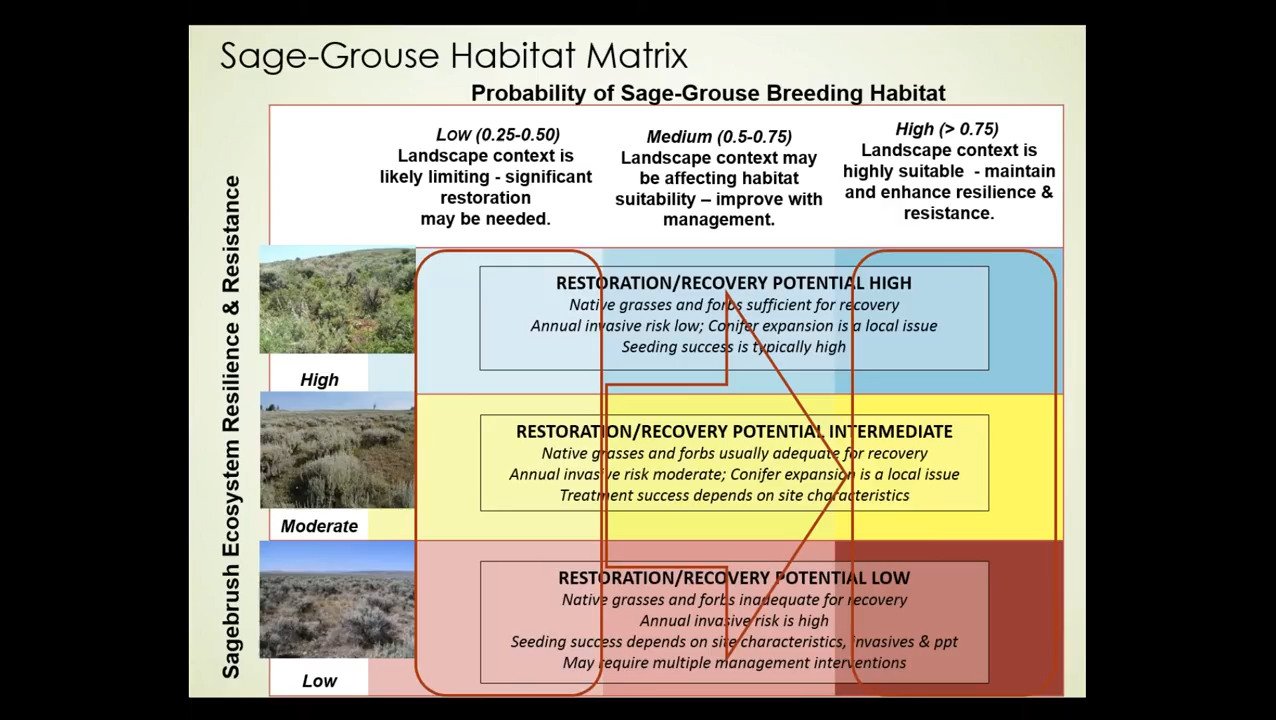 Sage-Grouse Habitat Matrix
Probability of Sage-Grouse Breeding Habitat
Low (0.25-0.50)
Landscape context is
likely limiting - significant
restoration
may be needed.
Medium (0.5-0.75)
Landscape context may
be affecting habitat
suitability – improve with
management.
High (> 0.75)
Landscape context is
highly suitable - maintain
and enhance resilience &
resistance.
Sagebrush Ecosystem Resilience & Resistance
High
RESTORATION/RECOVERY POTENTIAL HIGH
Native grasses and forbs sufficient for recovery
Annual invasive risk low; Conifer expansion is a local issue
Seeding success is typically high
Moderate
RESTORATION/RECOVERY POTENTIAL INTERMEDIATE
Native grasses and forbs usually adequate for recovery
Annual invasive risk moderate; Conifer expansion is a local issue
Treatment success depends on site characteristics
Low
RESTORATION/RECOVERY POTENTIAL LOW
Native grasses and forbs inadequate for recovery
Annual invasive risk is high
Seeding success depends on site characteristics, invasives & ppt
May require multiple management interventions